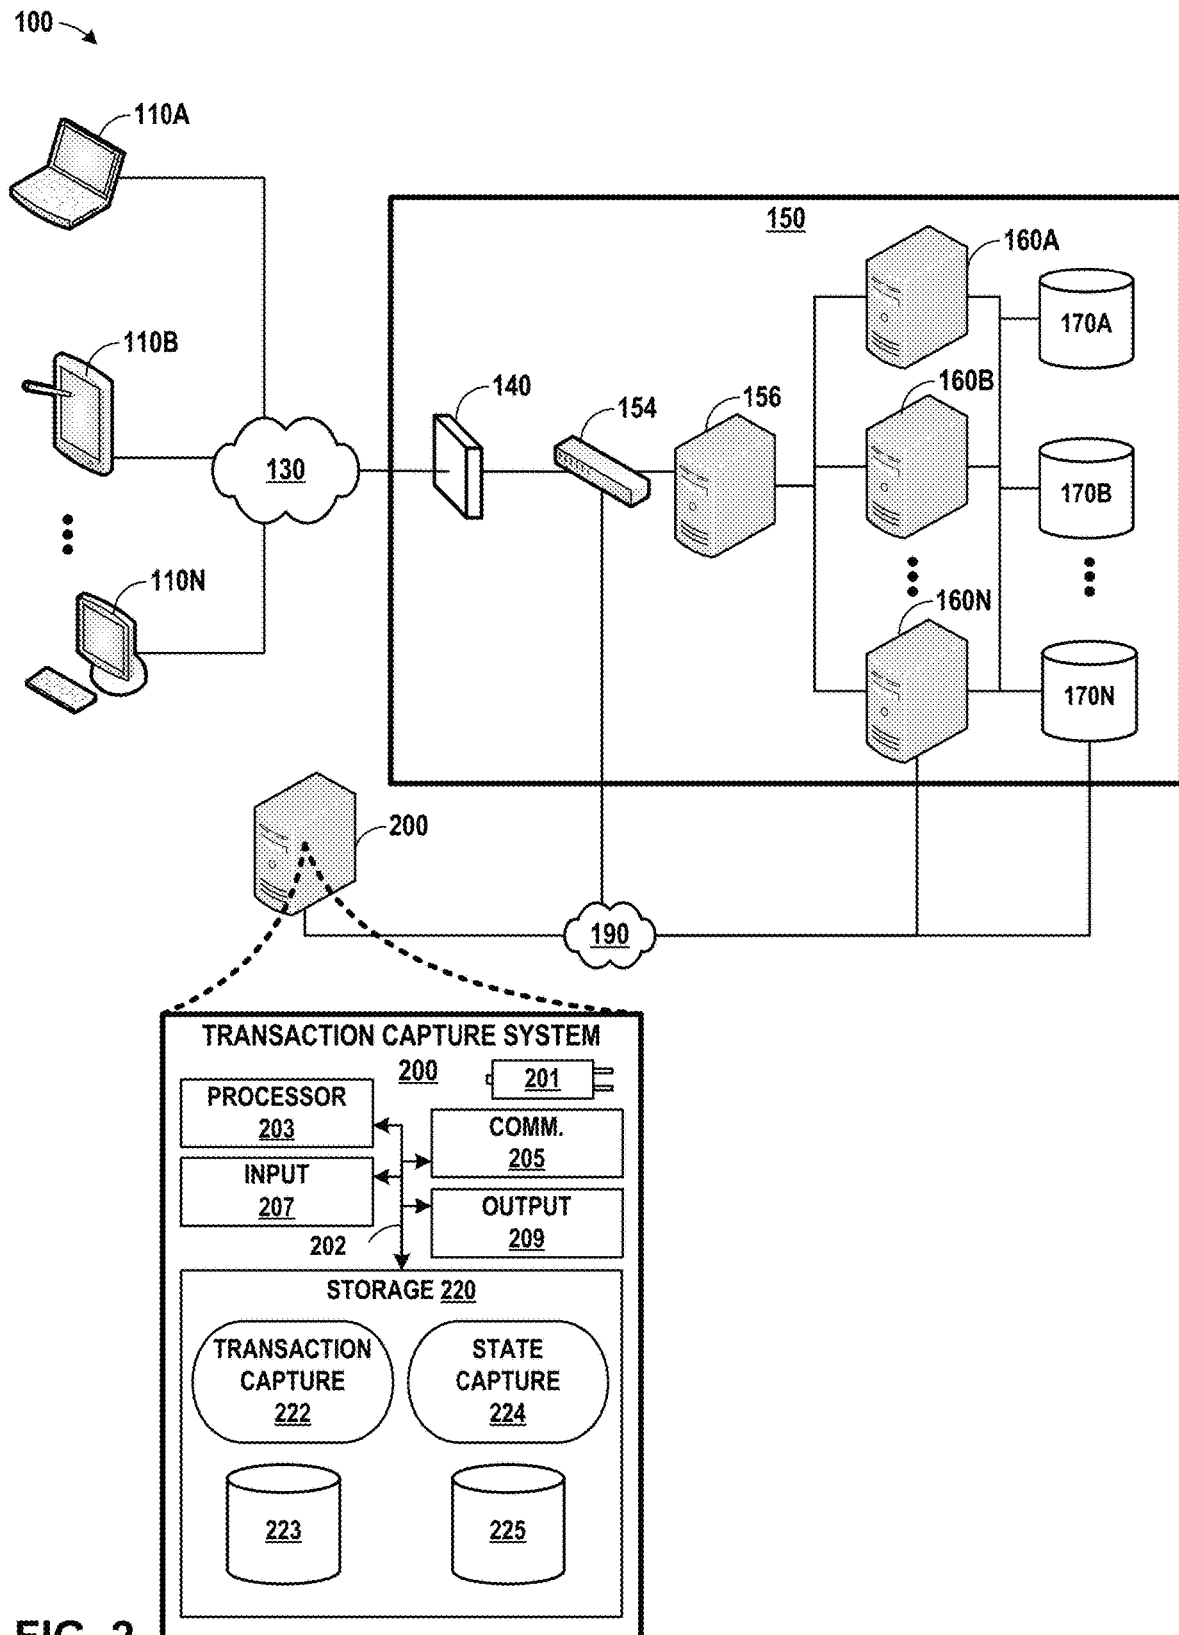 100
110A
150
160A
170A
110B
140
160B
154
156
130
170B
110N
160N
170N
200
190
TRANSACTION CAPTURE SYSTEM
200
201
PROCESSOR
203
COMM.
205
INPUT
207
OUTPUT
209
202
STORAGE 220
TRANSACTION
CAPTURE
222
STATE
CAPTURE
224
223
225
FIG. 2